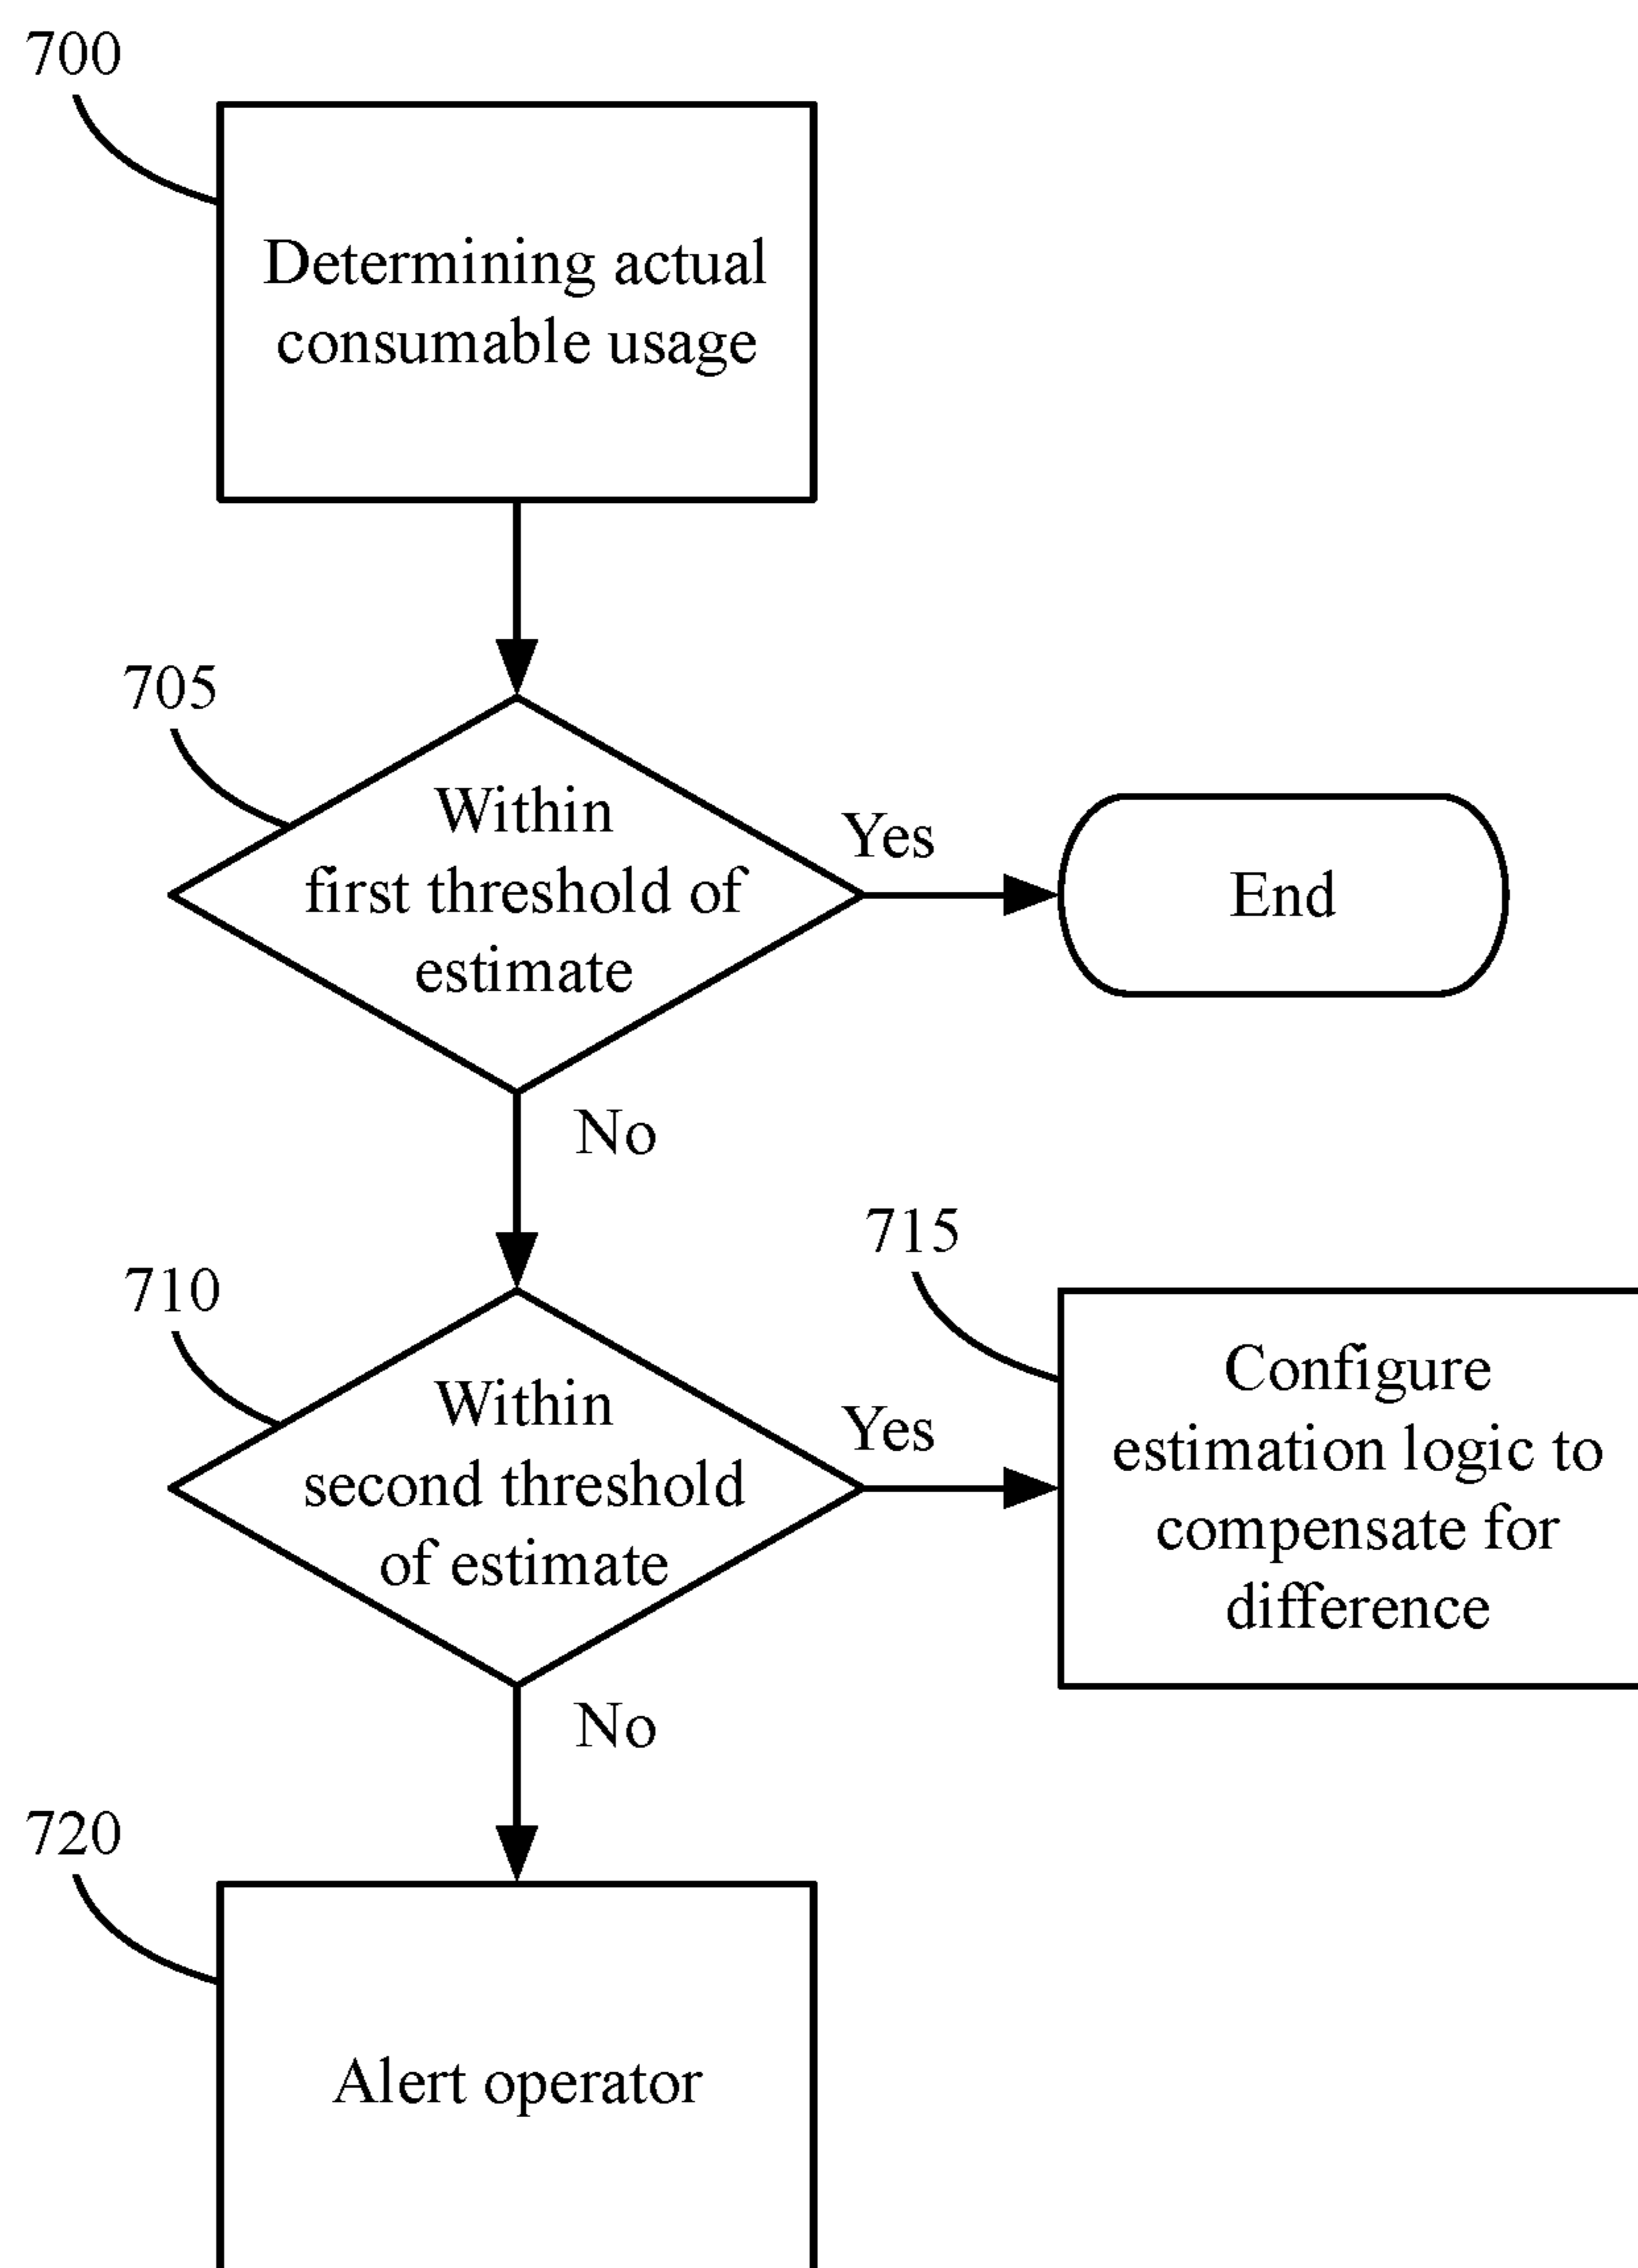 700
Determining actual
consumable usage
705
Within
first threshold of
estimate
Yes
End
No
710
Within
second threshold
of estimate
Yes
715
Configure
estimation logic to
compensate for
difference
No
720
Alert operator